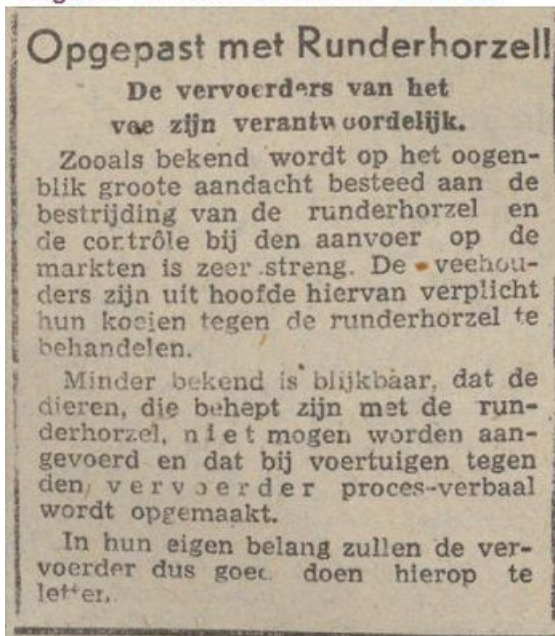 Opgepast met Runderhorzel!
De vervoerders van het
vee zijn verantwoordelijk.
Zooals bekend wordt op het oogen-
blik groote aandacht besteed aan de
bestrijding van de runderhorzel en
de contrôle bij den aanvoer op de
markten is zeer streng. De veehou-
ders zijn uit hoofde hiervan verplicht
hun koeien tegen de runderhorzel te
behandelen.
Minder bekend is blijkbaar, dat de
dieren, die behept zijn met de run-
derhorzel, niet mogen worden aan-
gevoerd en dat bij voertuigen tegen
den vervoerder proces-verbaal
wordt opgemaakt.
In hun eigen belang zullen de ver-
voerder dus goed doen hierop te
letten.